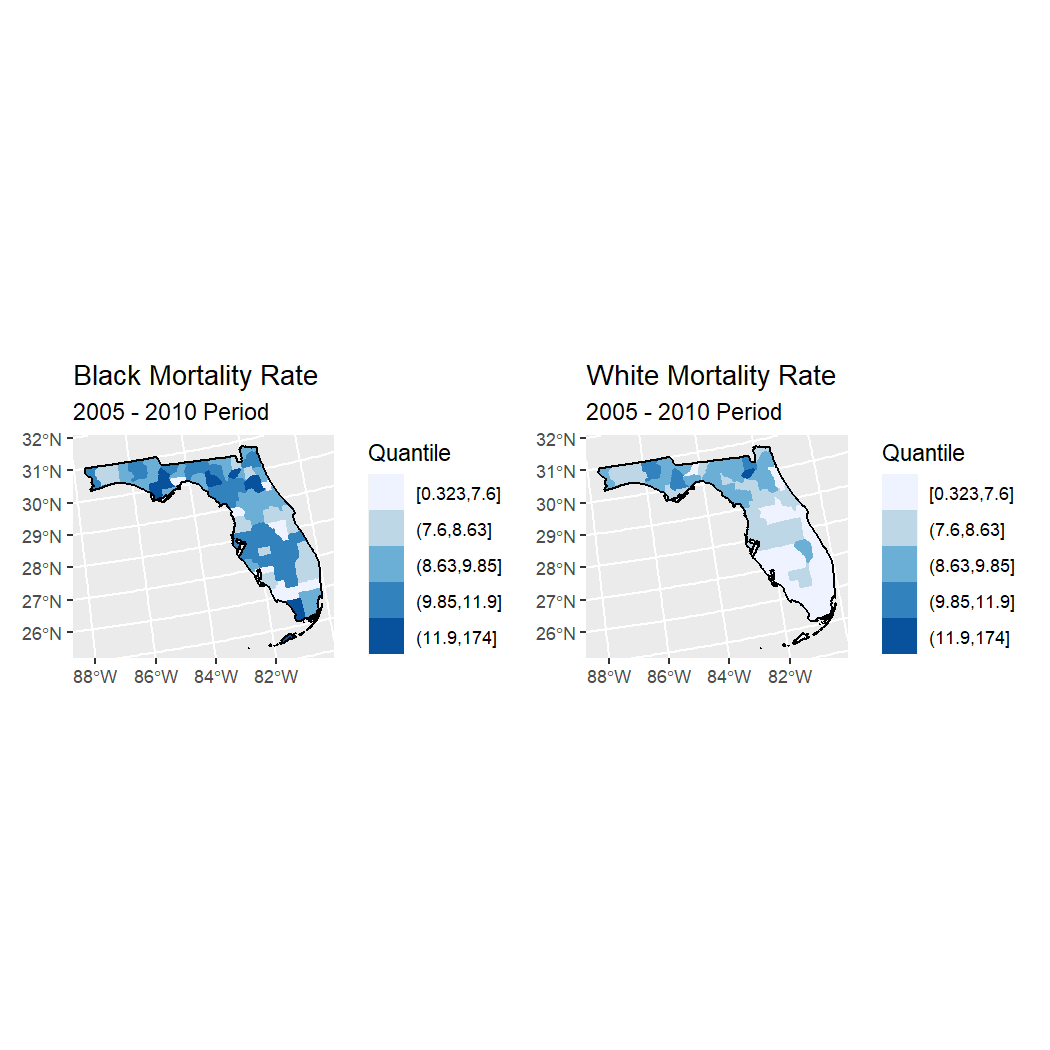 Black Mortality Rate
2005 - 2010 Period
32°N
31°N
30°N
29°N
28°N
27°N
26°N
88°W 86°W 84°W 82°W
Quantile
[0.323,7.6]
(7.6,8.63]
(8.63,9.85]
(9.85,11.9]
(11.9,174]
White Mortality Rate
2005 - 2010 Period
32°N
31°N
30°N
29°N
28°N
27°N
26°N
88°W 86°W 84°W 82°W
Quantile
[0.323,7.6]
(7.6,8.63]
(8.63,9.85]
(9.85,11.9]
(11.9,174]